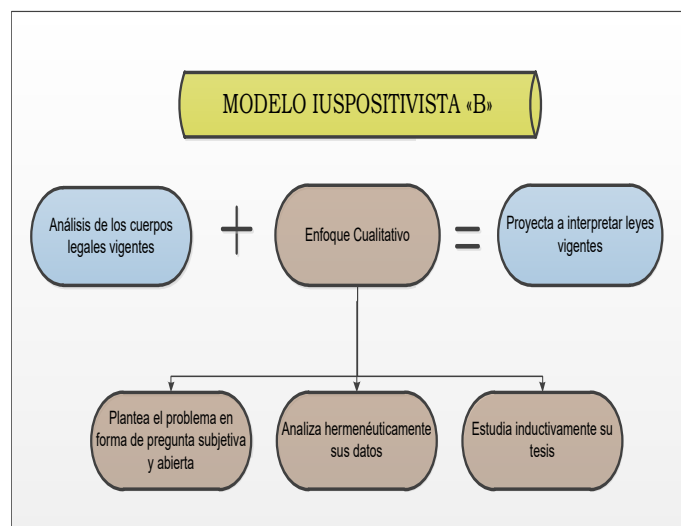 MODELO IUSPOSITIVISTA «B»
Análisis de los cuerpos
legales vigentes
+
Enfoque Cualitativo
=
Proyecta a interpretar leyes
vigentes
Plantea el problema en
forma de pregunta subjetiva
y abierta
Analiza hermenéuticamente
sus datos
Estudia inductivamente su
tesis